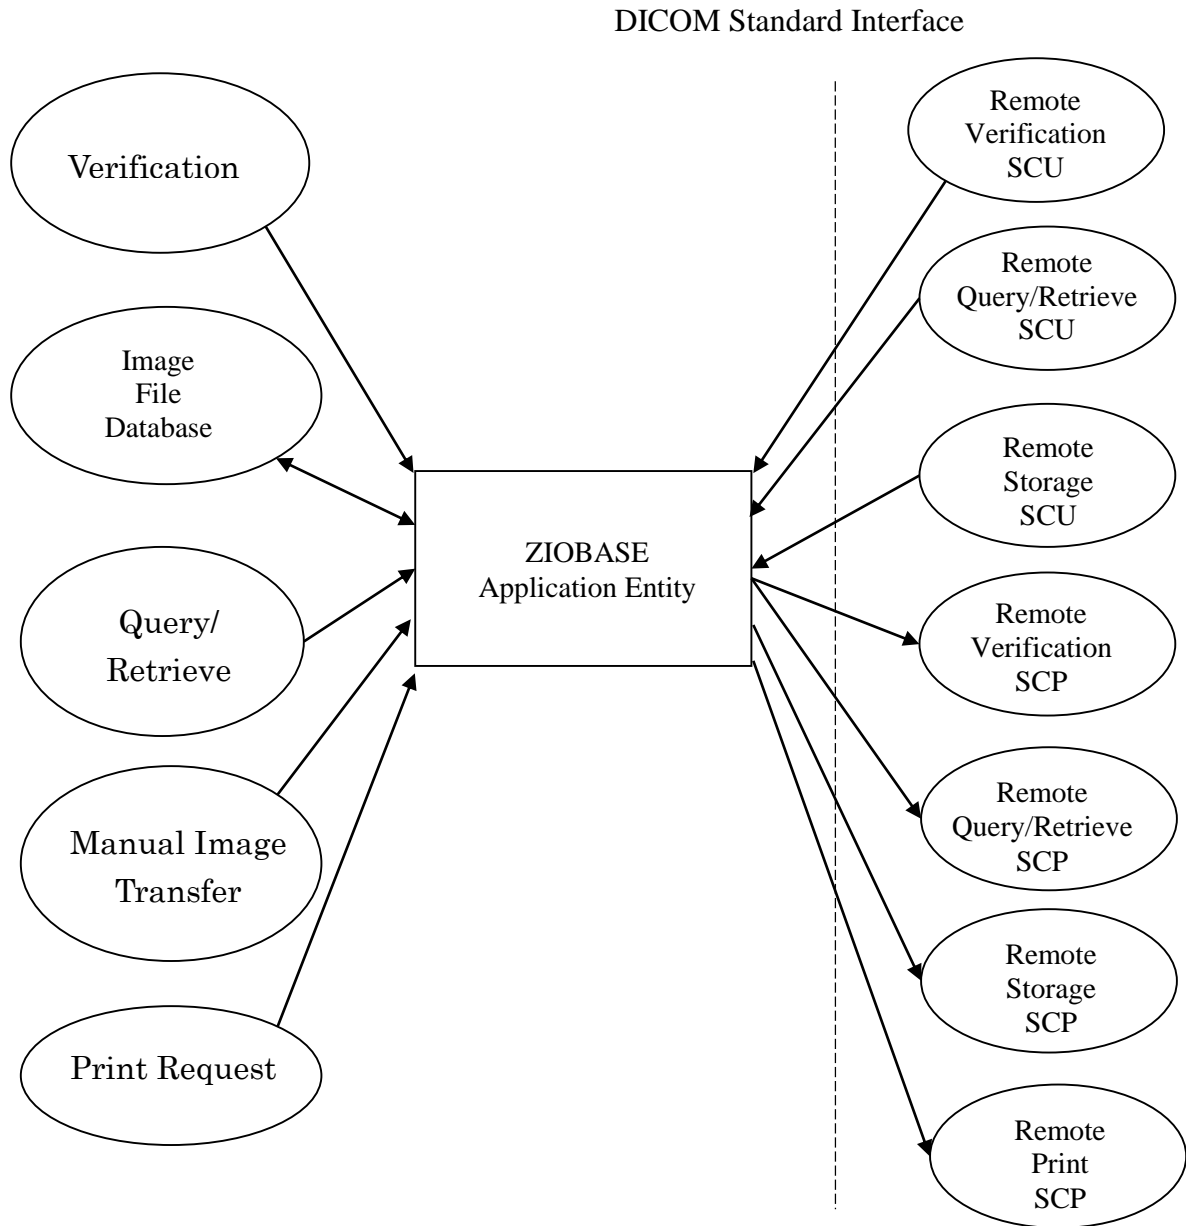 DICOM Standard Interface
Verification
Image
File
Database
Query/
Retrieve
Manual Image
Transfer
Print Request
ZIOBASE
Application Entity
Remote
Verification
SCU
Remote
Query/Retrieve
SCU
Remote
Storage
SCU
Remote
Verification
SCP
Remote
Query/Retrieve
SCP
Remote
Storage
SCP
Remote
Print
SCP